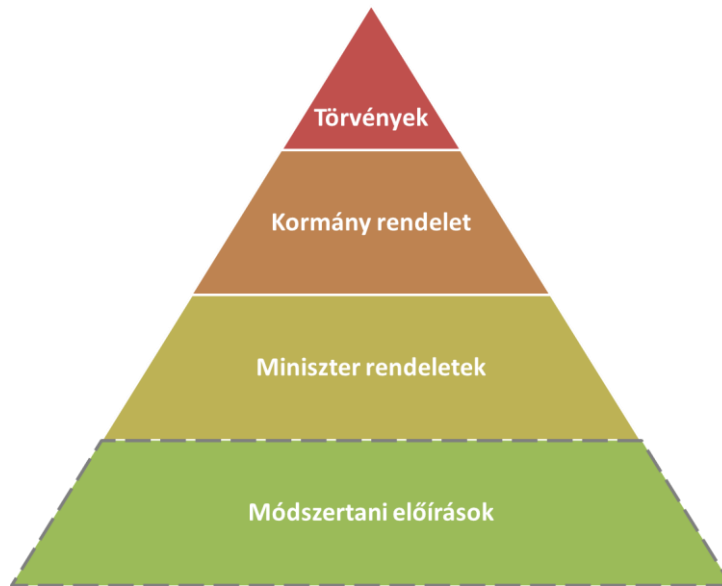 Törvények
Kormány rendelet
Miniszter rendeletek
Módszertani előírások